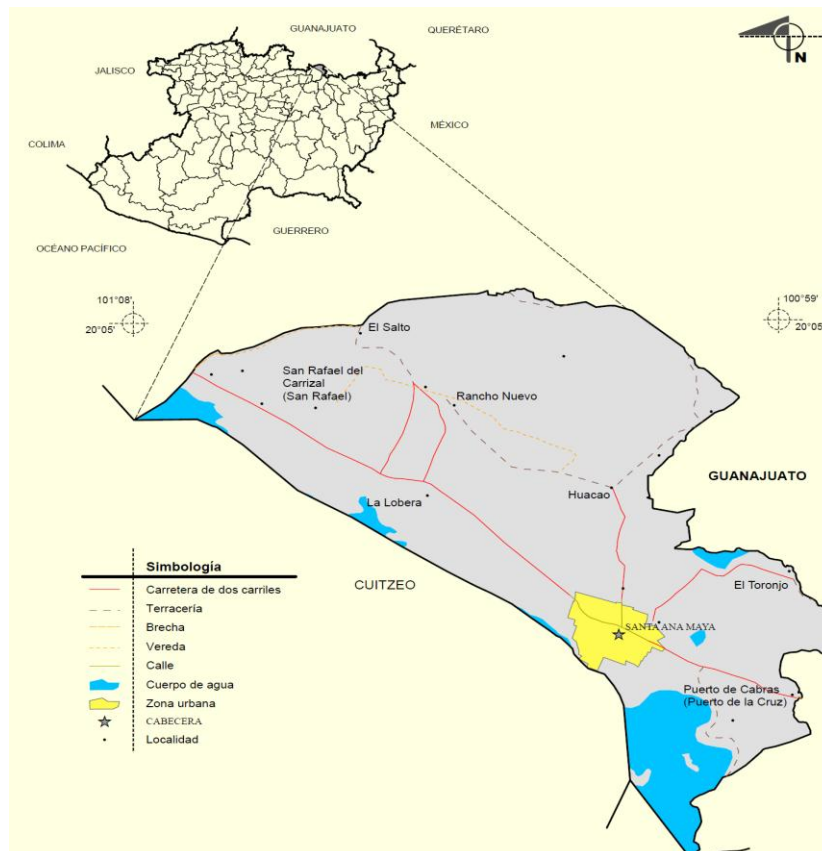 GUANAJUATO
QUERÉTARO
JALISCO
N
MÉXICO
COLIMA
GUERRERO
OCÉANO PACÍFICO
101°08'
20°05'
100°59'
20°05'
El Salto
San Rafael del
Carrizal
(San Rafael)
Rancho Nuevo
GUANAJUATO
Huacao
La Lobera
CUITZEO
El Toronjo
SANTA ANA MAYA
Puerto de Cabras
(Puerto de la Cruz)
Simbología
Carretera de dos carriles
Terracería
Brecha
Vereda
Calle
Cuerpo de agua
Zona urbana
CABECERA
Localidad